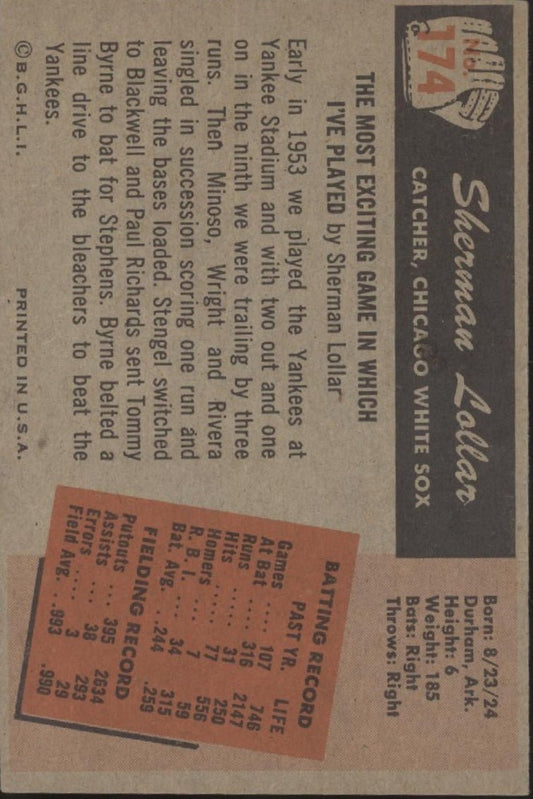 NO.
174
Sherman Lollar
CATCHER, CHICAGO WHITE SOX
Born: 8/23/24
Durham, Ark.
Height: 6
Weight: 185
Bats: Right
Throws: Right
THE MOST EXCITING GAME IN WHICH
I'VE PLAYED by Sherman Lollar
Early in 1953 we played the Yankees at
Yankee Stadium and with two out and one
on in the ninth we were trailing by three
runs. Then Minoso, Wright and Rivera
singled in succession scoring one run and
leaving the bases loaded. Stengel switched
to Blackwell and Paul Richards sent Tommy
Byrne to bat for Stephens. Byrne belted a
line drive to the bleachers to beat the
Yankees.
©B.G.H.L.I. PRINTED IN U.S.A.
BATTING RECORD
PAST YR. LIFE
Games .... 107 746
At Bat .... 316 2147
Runs ..... 31 250
Hits ..... 77 556
Homers .... 7 59
R. B. I. ... 34 315
Bat. Avg. .. .244 .259
FIELDING RECORD
Putouts .... 395 2634
Assists .... 38 293
Errors .... 3 29
Field Avg. .. .993 .990